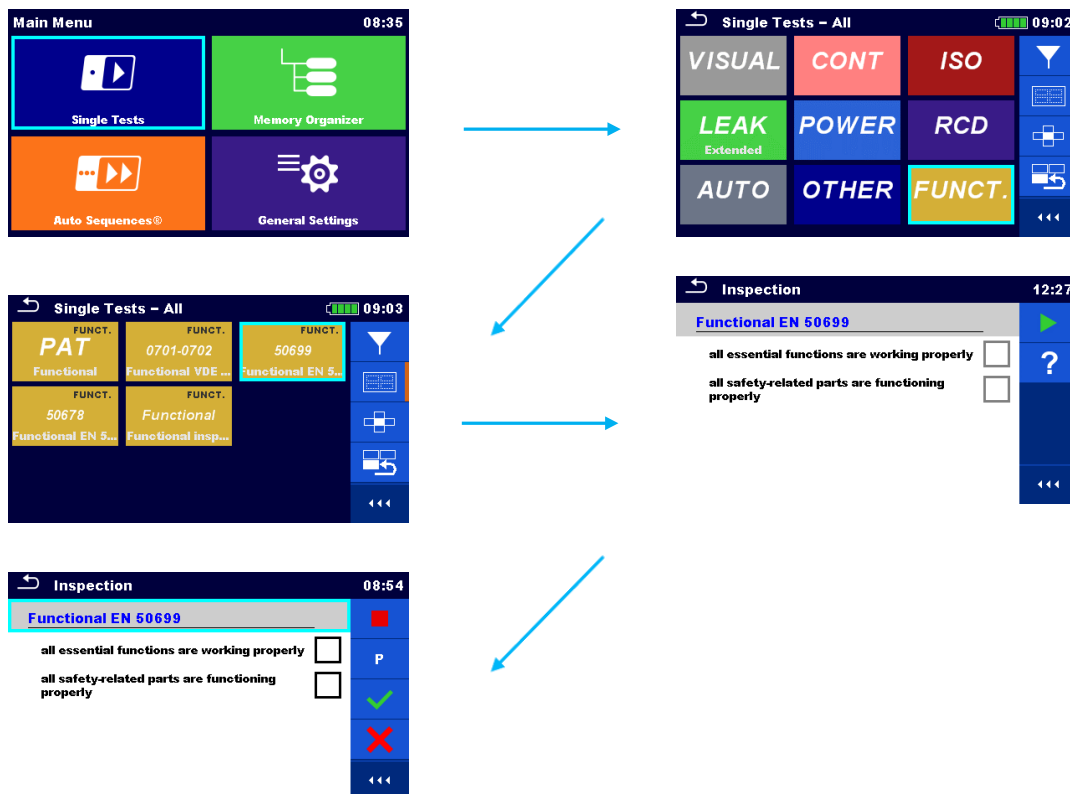 Main Menu 08:35
Single Tests
Memory Organizer
Auto Sequences®
General Settings
Single Tests – All 09:02
VISUAL CONT ISO
LEAK POWER RCD
Extended
AUTO OTHER FUNCT.
Single Tests – All 09:03
FUNCT. FUNCT. FUNCT.
PAT 0701-0702 50699
Functional Functional VDE ... Functional EN 5...
FUNCT. FUNCT.
50678 Functional
Functional EN 5... Functional insp...
Inspection 12:27
Functional EN 50699
all essential functions are working properly
?
all safety-related parts are functioning
properly
Inspection 08:54
Functional EN 50699
all essential functions are working properly
P
all safety-related parts are functioning
properly